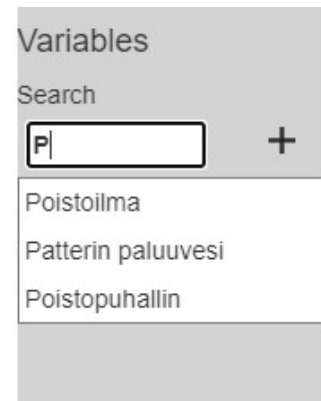 Variables
Search
P
+
Poistoilma
Patterin paluuvesi
Poistopuhallin